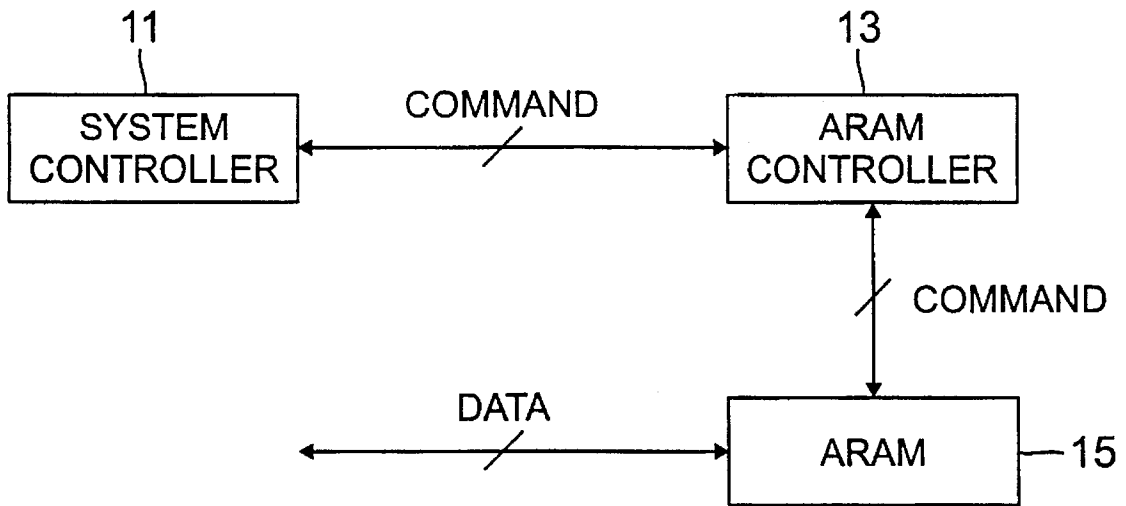 11
13
SYSTEM
CONTROLLER
COMMAND
ARAM
CONTROLLER
COMMAND
DATA
ARAM
15